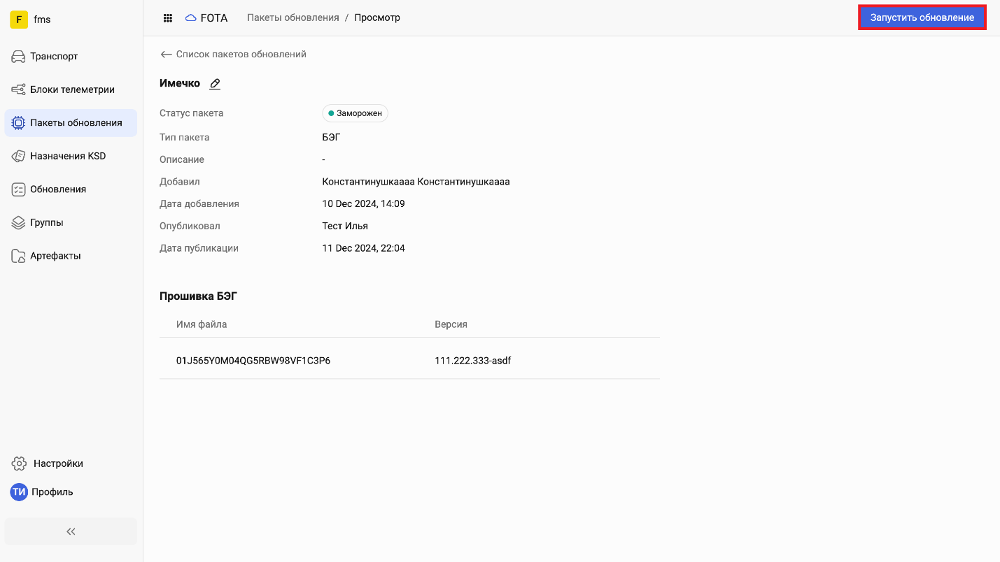 F fms
Транспорт
Блоки телеметрии
Пакеты обновления
Назначения KSD
Обновления
Группы
Артефакты
Настройки
ТИ Профиль
FOTA Пакеты обновления / Просмотр
Запустить обновление
Список пакетов обновлений
Имечко
Статус пакета Заморожен
Тип пакета БЭГ
Описание -
Добавил Константинушкаааа Константинушкаааа
Дата добавления 10 Dec 2024, 14:09
Опубликовал Тест Илья
Дата публикации 11 Dec 2024, 22:04
Прошивка БЭГ
Имя файла Версия
01J565Y0M04QG5RBW98VF1C3P6 111.222.333-asdf